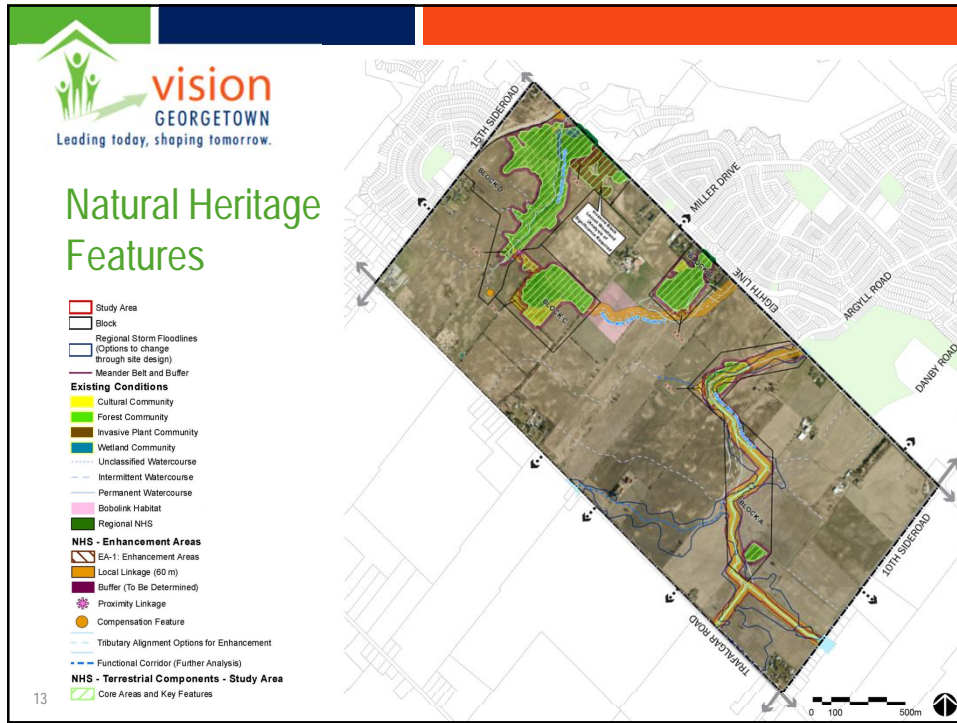 vision
GEORGETOWN
Leading today, shaping tomorrow.
Natural Heritage
Features
Study Area
Block
Regional Storm Floodlines
(Options to change
through site design)
Meander Belt and Buffer
Existing Conditions
Cultural Community
Forest Community
Invasive Plant Community
Wetland Community
Unclassified Watercourse
Intermittent Watercourse
Permanent Watercourse
Bobolink Habitat
Regional NHS
NHS - Enhancement Areas
EA-1: Enhancement Areas
Local Linkage (60 m)
Buffer (To Be Determined)
Proximity Linkage
Compensation Feature
Tributary Alignment Options for Enhancement
Functional Corridor (Further Analysis)
NHS - Terrestrial Components - Study Area
Core Areas and Key Features
13
15TH SIDEROAD
MILLER DRIVE
EIGHTH LINE
ARGYLL ROAD
DANBY ROAD
10TH SIDEROAD
TRAFALGAR ROAD
BLOCK D
BLOCK C
BLOCK A
0 100 500m